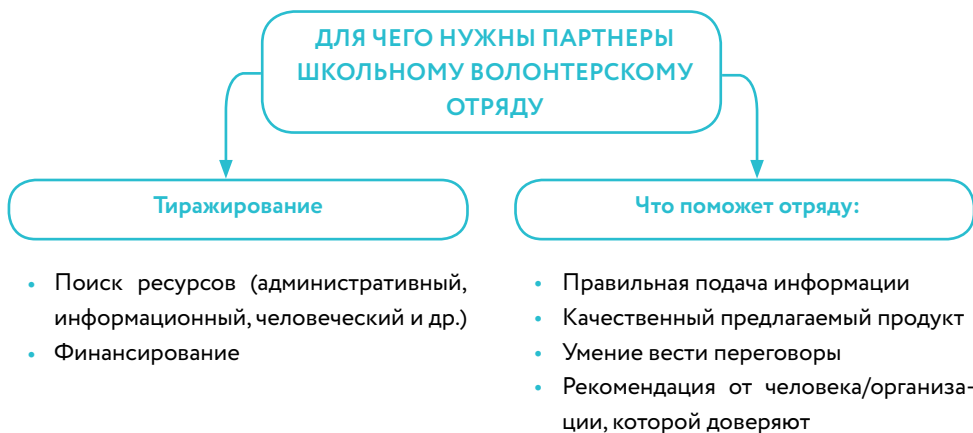 ДЛЯ ЧЕГО НУЖНЫ ПАРТНЕРЫ
ШКОЛЬНОМУ ВОЛОНТЕРСКОМУ
ОТРЯДУ
Тиражирование
• Поиск ресурсов (административный,
информационный, человеческий и др.)
• Финансирование
Что поможет отряду:
• Правильная подача информации
• Качественный предлагаемый продукт
• Умение вести переговоры
• Рекомендация от человека/организа-
ции, которой доверяют